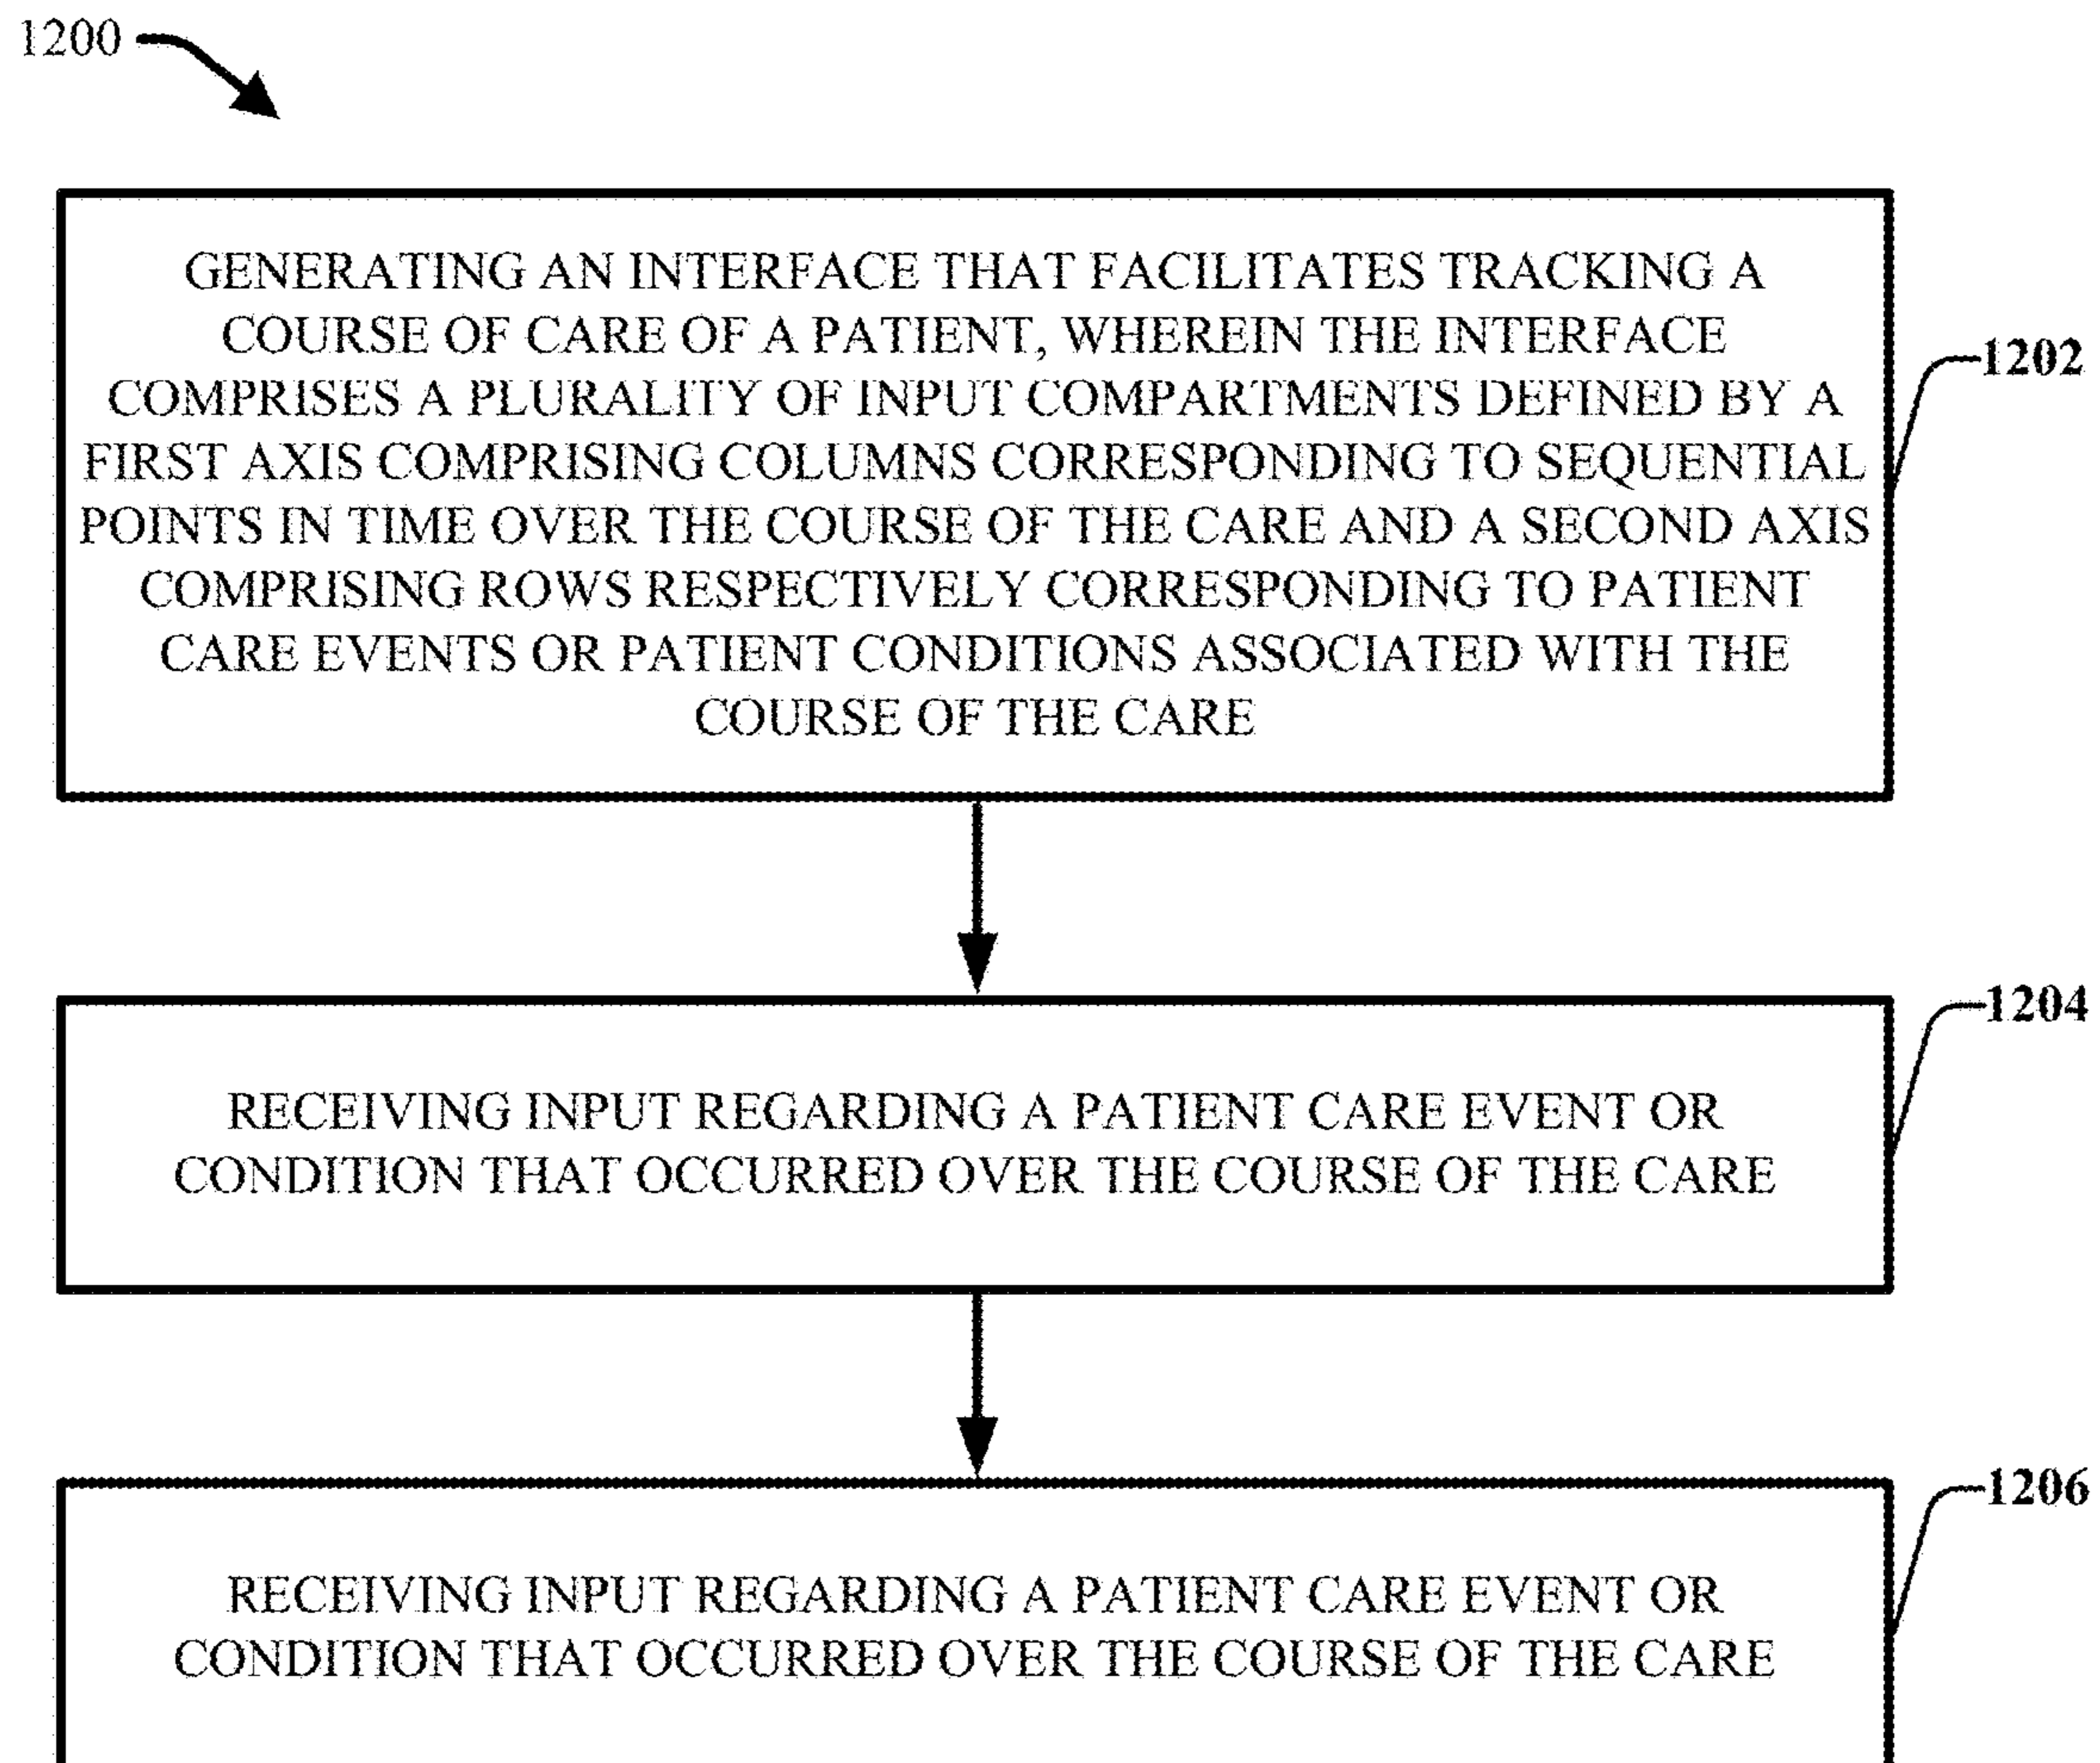 1200
GENERATING AN INTERFACE THAT FACILITATES TRACKING A
COURSE OF CARE OF A PATIENT, WHEREIN THE INTERFACE
COMPRISES A PLURALITY OF INPUT COMPARTMENTS DEFINED BY A
FIRST AXIS COMPRISING COLUMNS CORRESPONDING TO SEQUENTIAL
POINTS IN TIME OVER THE COURSE OF THE CARE AND A SECOND AXIS
COMPRISING ROWS RESPECTIVELY CORRESPONDING TO PATIENT
CARE EVENTS OR PATIENT CONDITIONS ASSOCIATED WITH THE
COURSE OF THE CARE
1202
RECEIVING INPUT REGARDING A PATIENT CARE EVENT OR
CONDITION THAT OCCURRED OVER THE COURSE OF THE CARE
1204
RECEIVING INPUT REGARDING A PATIENT CARE EVENT OR
CONDITION THAT OCCURRED OVER THE COURSE OF THE CARE
1206